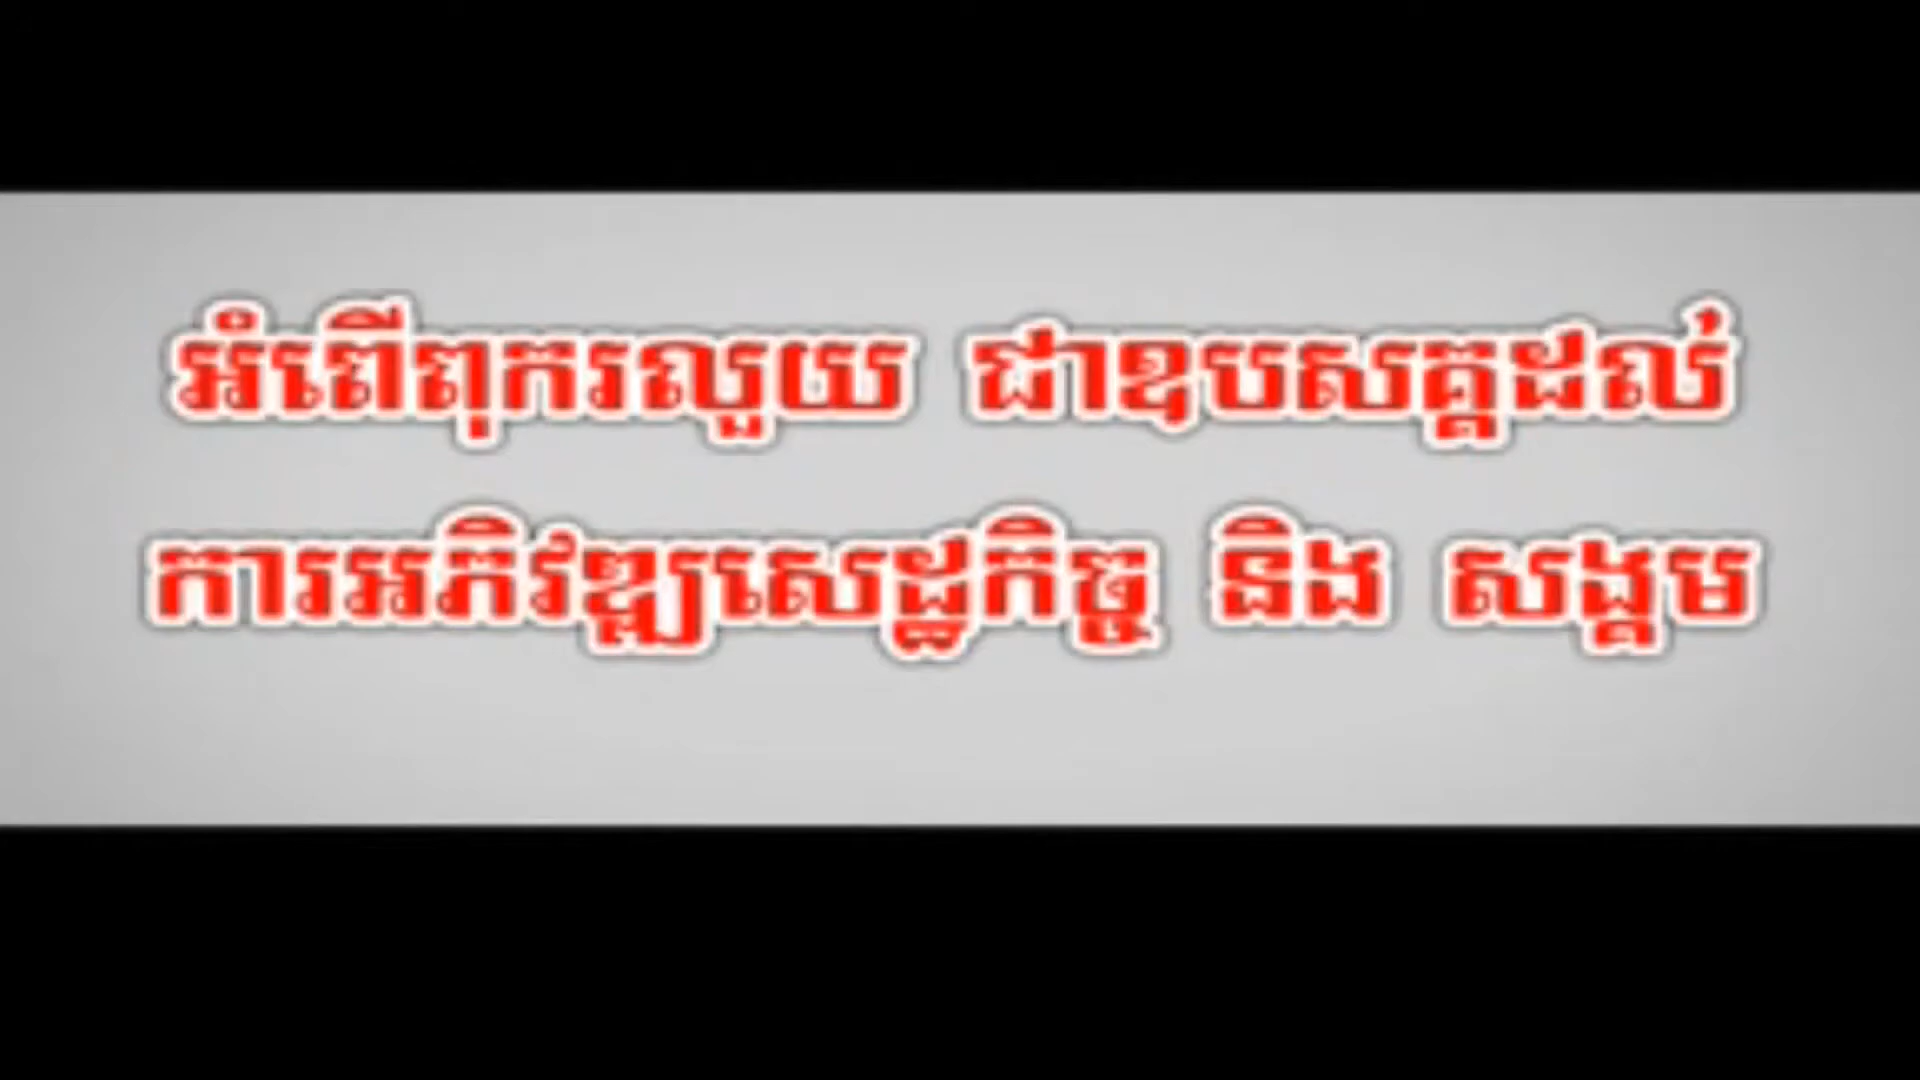 អំពើពុករលួយ ជាឧបសគ្គដល់
ការអភិវឌ្ឍសេដ្ឋកិច្ច និង សង្គម